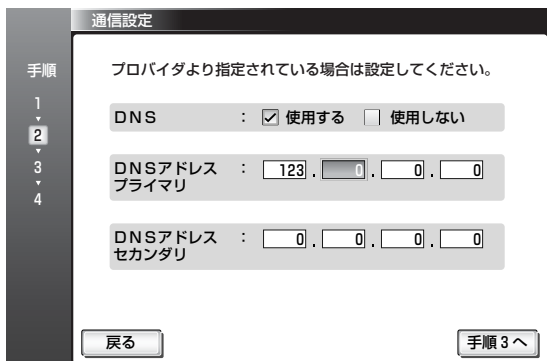 通信設定
手順
1
2
3
4
プロバイダより指定されている場合は設定してください。
DNS : 使用する 使用しない
DNSアドレス : 123 . 0 . 0 . 0
プライマリ
DNSアドレス : 0 . 0 . 0 . 0
セカンダリ
戻る 手順3へ